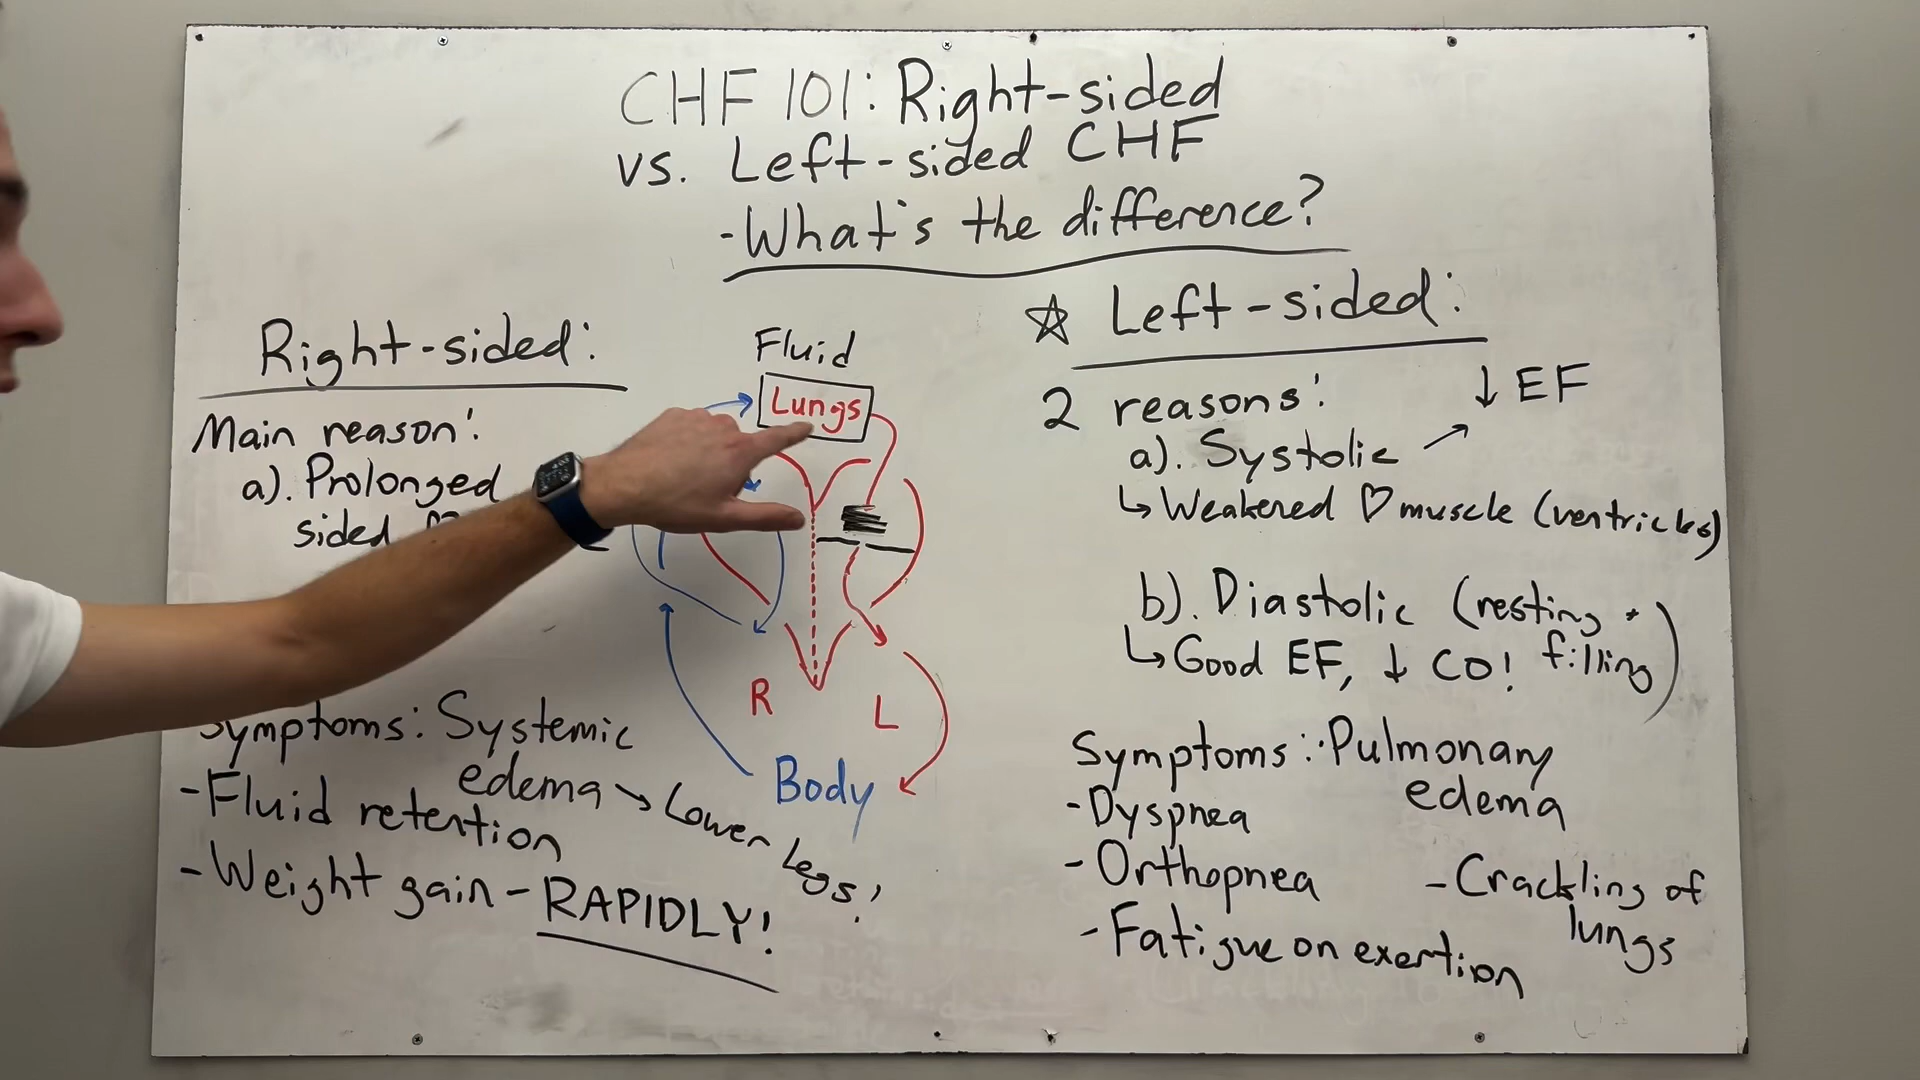 CHF 101: Right-sided
vs. Left-sided CHF
-What's the difference?
Right-sided:
Main reason:
a). Prolonged
sided
Symptoms: Systemic
edema → Lower Legs!
-Fluid retention
-Weight gain - RAPIDLY!
Fluid
Lungs
R
L
Body
☆ Left-sided:
2 reasons:
↓ EF
a). Systolic ↗
↳ Weakened ♡ muscle (ventricles)
b). Diastolic (resting + filling)
↳ Good EF, ↓ CO!
Symptoms: Pulmonary
edema
-Dyspnea
-Orthopnea
-Crackling of
lungs
-Fatigue on exertion